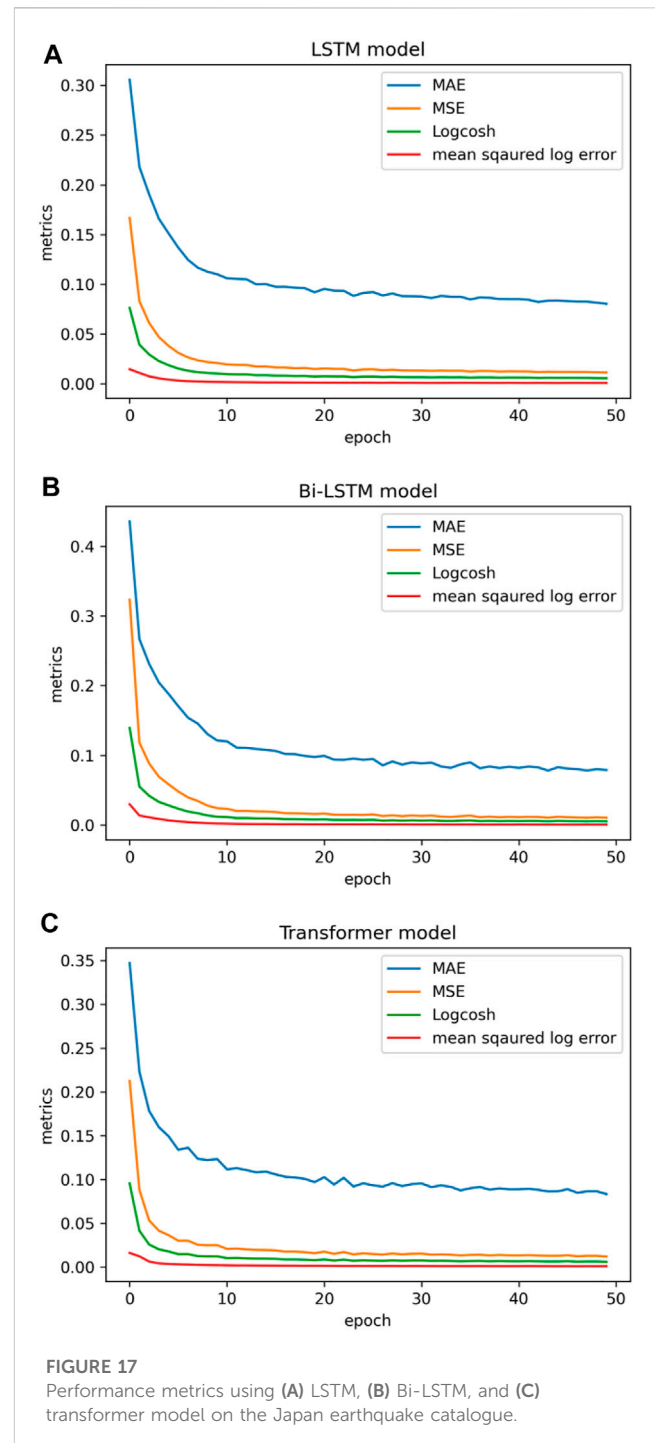 A
LSTM model
MAE
MSE
Logcosh
mean sqaured log error
metrics
0.30
0.25
0.20
0.15
0.10
0.05
0.00
0 10 20 30 40 50
epoch
B
Bi-LSTM model
MAE
MSE
Logcosh
mean sqaured log error
metrics
0.4
0.3
0.2
0.1
0.0
0 10 20 30 40 50
epoch
C
Transformer model
MAE
MSE
Logcosh
mean sqaured log error
metrics
0.35
0.30
0.25
0.20
0.15
0.10
0.05
0.00
0 10 20 30 40 50
epoch
FIGURE 17
Performance metrics using (A) LSTM, (B) Bi-LSTM, and (C)
transformer model on the Japan earthquake catalogue.